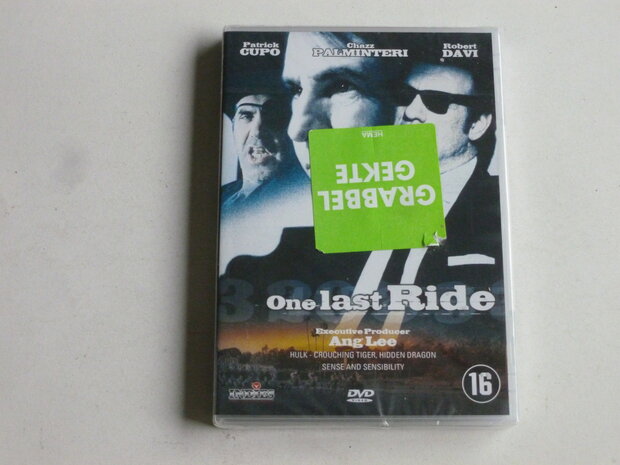 Patrick
CUPO
Chazz
PALMINTERI
Robert
DAVI
HEMA
GRABBEL
GEKTE
One last Ride
Executive Producer
Ang Lee
HULK - CROUCHING TIGER, HIDDEN DRAGON
SENSE AND SENSIBILITY
16
DVD
VIDEO